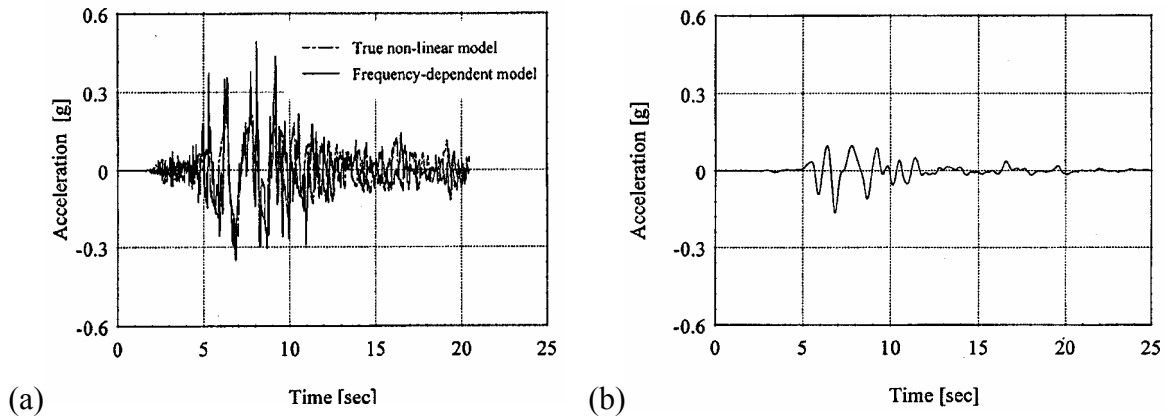 0.6
0.3
0
-0.3
-0.6
Acceleration [g]
True non-linear model
Frequency-dependent model
0 5 10 15 20 25
Time [sec]
(a)
0.6
0.3
0
-0.3
-0.6
Acceleration [g]
0 5 10 15 20 25
Time [sec]
(b)